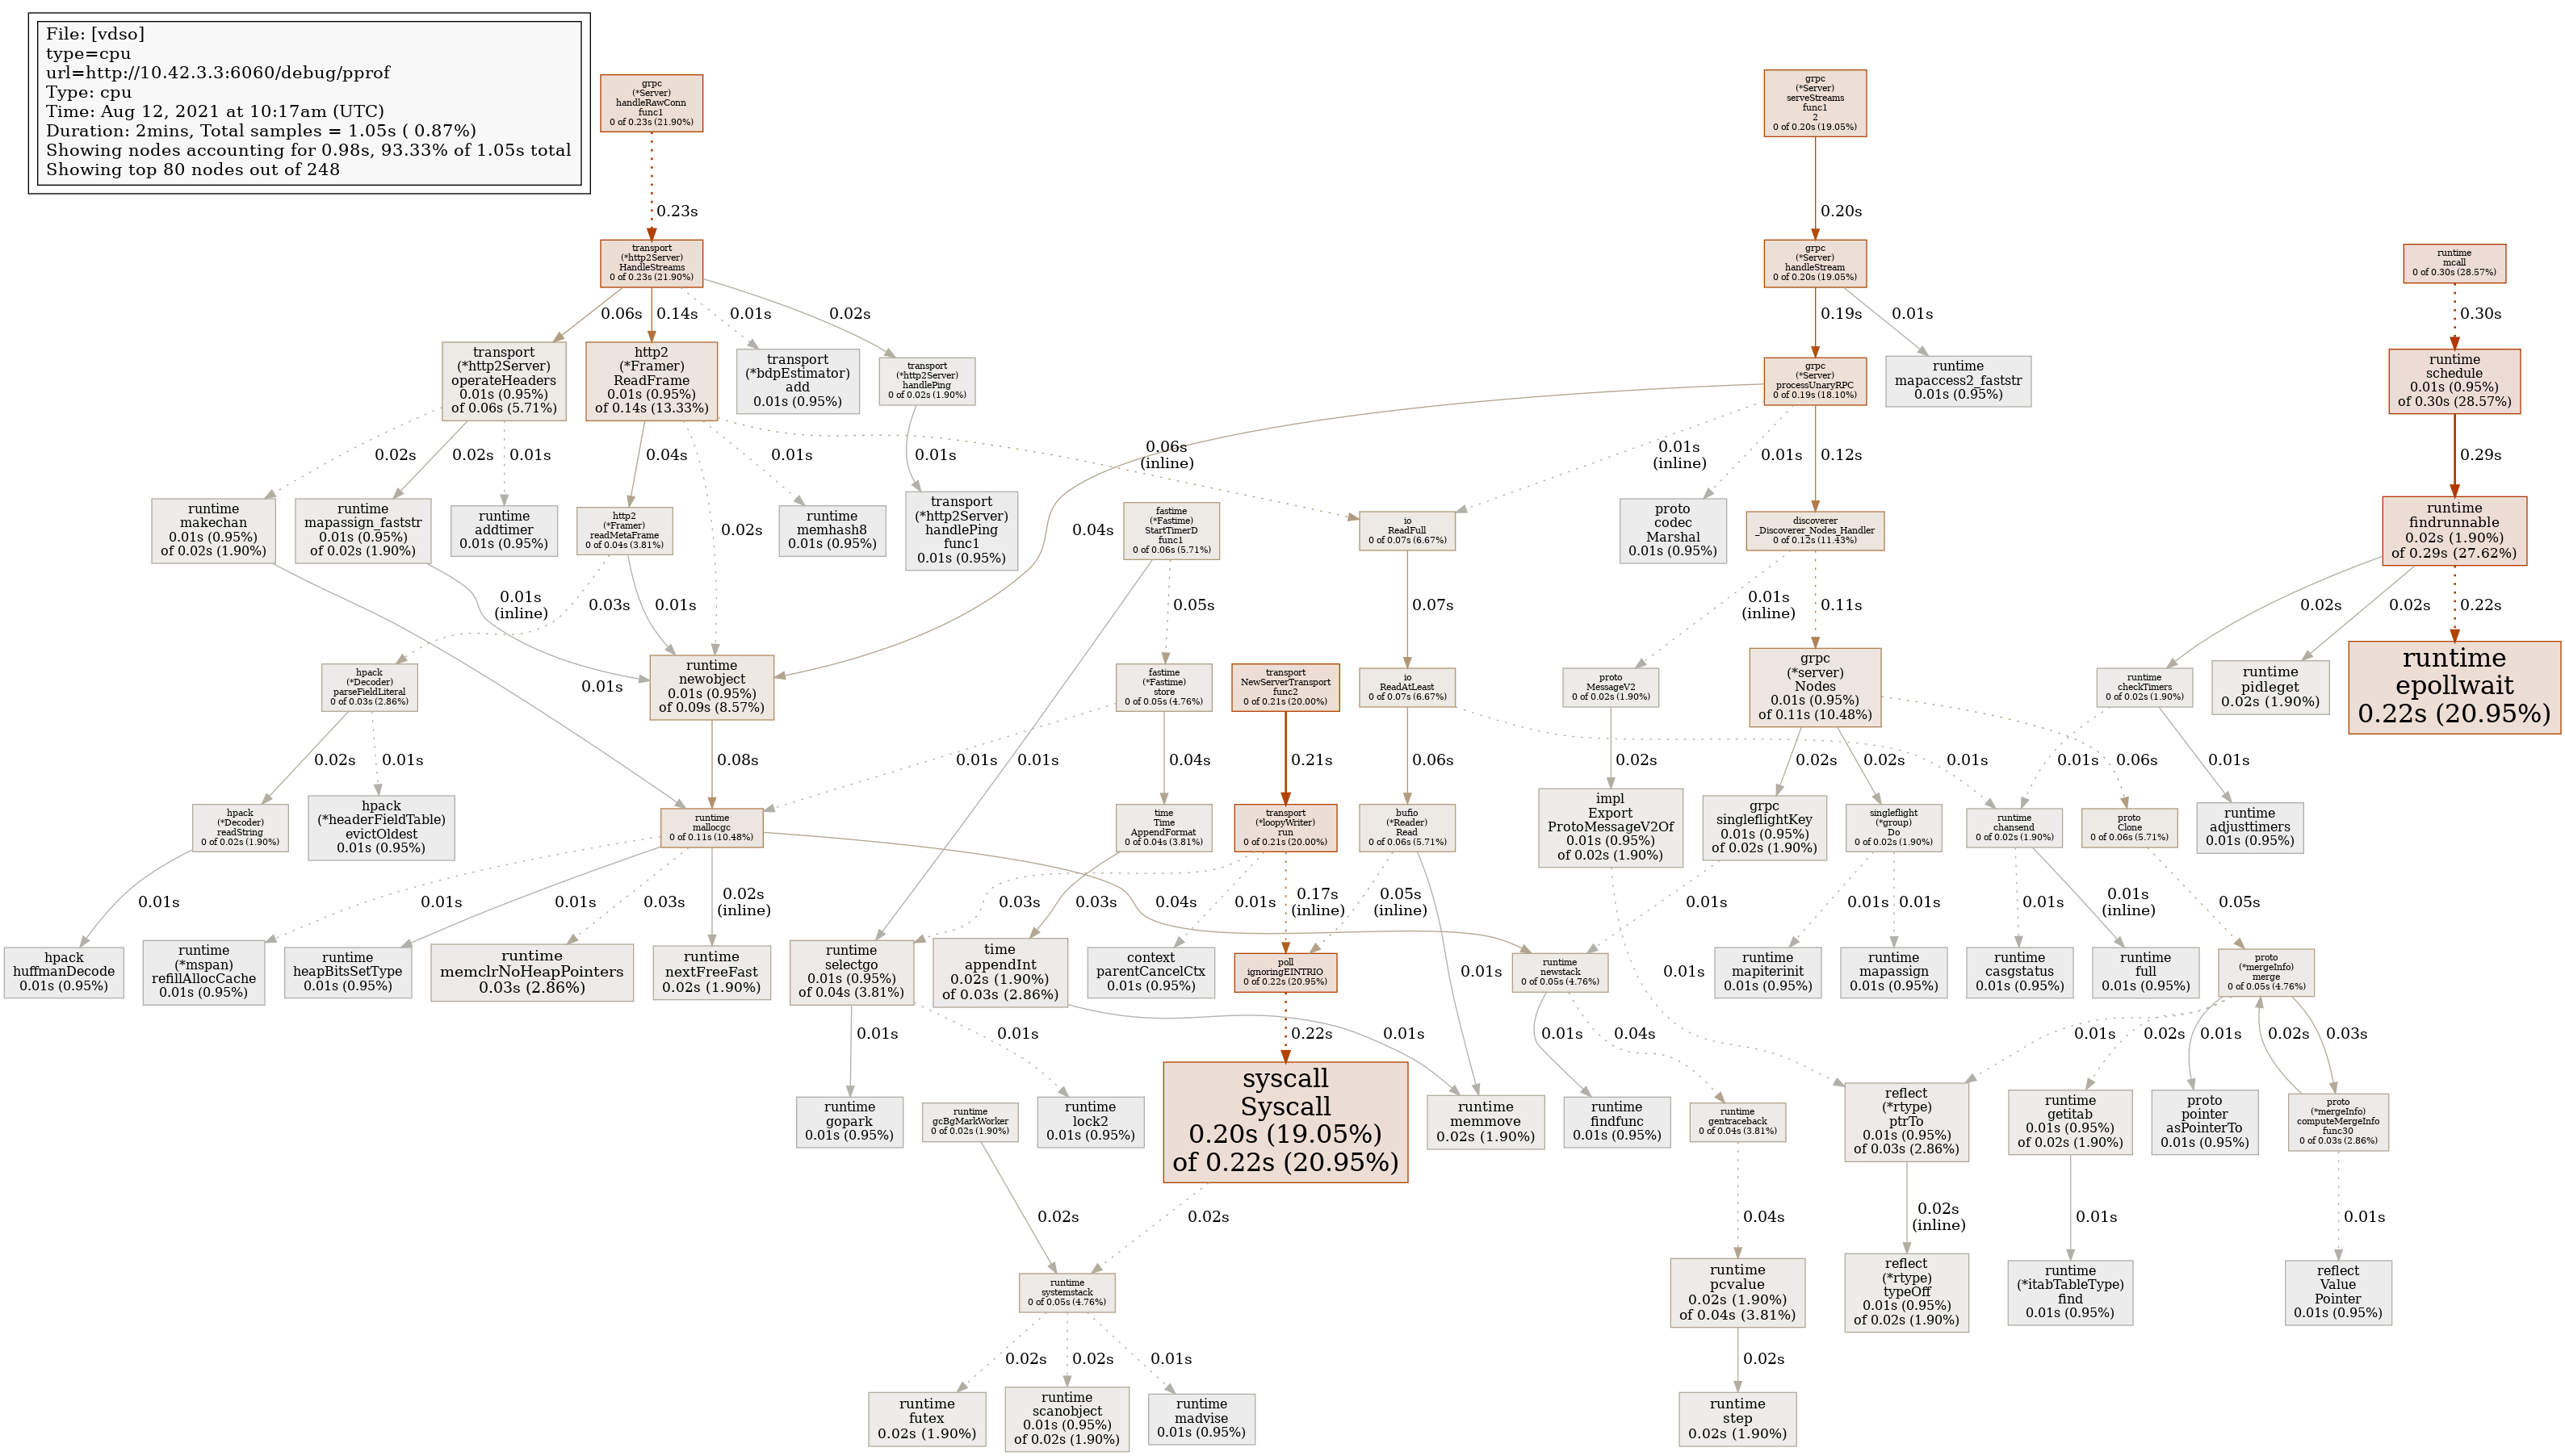 File: [vdso]
type=cpu
url=http://10.42.3.3:6060/debug/pprof
Type: cpu
Time: Aug 12, 2021 at 10:17am (UTC)
Duration: 2mins, Total samples = 1.05s ( 0.87%)
Showing nodes accounting for 0.98s, 93.33% of 1.05s total
Showing top 80 nodes out of 248
grpc
(*Server)
handleRawConn
func1
0 of 0.23s (21.90%)
grpc
(*Server)
serveStreams
func1
2
0 of 0.20s (19.05%)
0.23s
0.20s
transport
(*http2Server)
HandleStreams
0 of 0.23s (21.90%)
grpc
(*Server)
handleStream
0 of 0.20s (19.05%)
runtime
mcall
0 of 0.30s (28.57%)
0.06s
0.14s
0.01s
0.02s
0.19s
0.01s
0.30s
transport
(*http2Server)
operateHeaders
0.01s (0.95%)
of 0.06s (5.71%)
http2
(*Framer)
ReadFrame
0.01s (0.95%)
of 0.14s (13.33%)
transport
(*bdpEstimator)
add
0.01s (0.95%)
transport
(*http2Server)
handlePing
0 of 0.02s (1.90%)
grpc
(*Server)
processUnaryRPC
0 of 0.19s (18.10%)
runtime
mapaccess2_faststr
0.01s (0.95%)
runtime
schedule
0.01s (0.95%)
of 0.30s (28.57%)
0.02s
0.02s
0.01s
0.04s
0.01s
0.01s
0.06s
(inline)
0.01s
(inline)
0.01s
0.12s
0.29s
runtime
makechan
0.01s (0.95%)
of 0.02s (1.90%)
runtime
mapassign_faststr
0.01s (0.95%)
of 0.02s (1.90%)
runtime
addtimer
0.01s (0.95%)
http2
(*Framer)
readMetaFrame
0 of 0.04s (3.81%)
0.02s
runtime
memhash8
0.01s (0.95%)
transport
(*http2Server)
handlePing
func1
0.01s (0.95%)
0.04s
fastime
(*Fastime)
StartTimerD
func1
0 of 0.06s (5.71%)
io
ReadFull
0 of 0.07s (6.67%)
proto
codec
Marshal
0.01s (0.95%)
discoverer
_Discoverer_Nodes_Handler
0 of 0.12s (11.43%)
runtime
findrunnable
0.02s (1.90%)
of 0.29s (27.62%)
0.01s
(inline)
0.03s
0.01s
0.05s
0.07s
0.01s
(inline)
0.11s
0.02s
0.02s
0.22s
hpack
(*Decoder)
parseFieldLiteral
0 of 0.03s (2.86%)
0.01s
runtime
newobject
0.01s (0.95%)
of 0.09s (8.57%)
fastime
(*Fastime)
store
0 of 0.05s (4.76%)
transport
NewServerTransport
func2
0 of 0.21s (20.00%)
io
ReadAtLeast
0 of 0.07s (6.67%)
proto
MessageV2
0 of 0.02s (1.90%)
grpc
(*server)
Nodes
0.01s (0.95%)
of 0.11s (10.48%)
runtime
checkTimers
0 of 0.02s (1.90%)
runtime
pidleget
0.02s (1.90%)
runtime
epollwait
0.22s (20.95%)
0.02s
0.01s
0.08s
0.01s
0.01s
0.04s
0.21s
0.06s
0.02s
0.02s
0.02s
0.01s
0.01s
0.06s
0.01s
hpack
(*Decoder)
readString
0 of 0.02s (1.90%)
hpack
(*headerFieldTable)
evictOldest
0.01s (0.95%)
runtime
mallocgc
0 of 0.11s (10.48%)
time
Time
AppendFormat
0 of 0.04s (3.81%)
transport
(*loopyWriter)
run
0 of 0.21s (20.00%)
bufio
(*Reader)
Read
0 of 0.06s (5.71%)
impl
Export
ProtoMessageV2Of
0.01s (0.95%)
of 0.02s (1.90%)
grpc
singleflightKey
0.01s (0.95%)
of 0.02s (1.90%)
singleflight
(*group)
Do
0 of 0.02s (1.90%)
runtime
chansend
0 of 0.02s (1.90%)
proto
Clone
0 of 0.06s (5.71%)
runtime
adjusttimers
0.01s (0.95%)
0.01s
0.01s
0.01s
0.03s
0.02s
(inline)
0.03s
0.03s
0.04s
0.01s
0.17s
(inline)
0.05s
(inline)
0.01s
0.01s
0.01s
0.01s
0.01s
(inline)
0.05s
hpack
huffmanDecode
0.01s (0.95%)
runtime
(*mspan)
refillAllocCache
0.01s (0.95%)
runtime
heapBitsSetType
0.01s (0.95%)
runtime
memclrNoHeapPointers
0.03s (2.86%)
runtime
nextFreeFast
0.02s (1.90%)
runtime
selectgo
0.01s (0.95%)
of 0.04s (3.81%)
time
appendInt
0.02s (1.90%)
of 0.03s (2.86%)
context
parentCancelCtx
0.01s (0.95%)
poll
ignoringEINTRIO
0 of 0.22s (20.95%)
0.01s
runtime
newstack
0 of 0.05s (4.76%)
0.01s
runtime
mapiterinit
0.01s (0.95%)
runtime
mapassign
0.01s (0.95%)
runtime
casgstatus
0.01s (0.95%)
runtime
full
0.01s (0.95%)
proto
(*mergeInfo)
merge
0 of 0.05s (4.76%)
0.01s
0.01s
0.22s
0.01s
0.01s
0.04s
0.01s
0.02s
0.01s
0.02s
0.03s
runtime
gopark
0.01s (0.95%)
runtime
gcBgMarkWorker
0 of 0.02s (1.90%)
runtime
lock2
0.01s (0.95%)
syscall
Syscall
0.20s (19.05%)
of 0.22s (20.95%)
runtime
memmove
0.02s (1.90%)
runtime
findfunc
0.01s (0.95%)
runtime
gentraceback
0 of 0.04s (3.81%)
reflect
(*rtype)
ptrTo
0.01s (0.95%)
of 0.03s (2.86%)
runtime
getitab
0.01s (0.95%)
of 0.02s (1.90%)
proto
pointer
asPointerTo
0.01s (0.95%)
proto
(*mergeInfo)
computeMergeInfo
func30
0 of 0.03s (2.86%)
0.02s
0.02s
0.04s
0.02s
(inline)
0.01s
0.01s
runtime
systemstack
0 of 0.05s (4.76%)
runtime
pcvalue
0.02s (1.90%)
of 0.04s (3.81%)
reflect
(*rtype)
typeOff
0.01s (0.95%)
of 0.02s (1.90%)
runtime
(*itabTableType)
find
0.01s (0.95%)
reflect
Value
Pointer
0.01s (0.95%)
0.02s
0.02s
0.01s
0.02s
runtime
futex
0.02s (1.90%)
runtime
scanobject
0.01s (0.95%)
of 0.02s (1.90%)
runtime
madvise
0.01s (0.95%)
runtime
step
0.02s (1.90%)